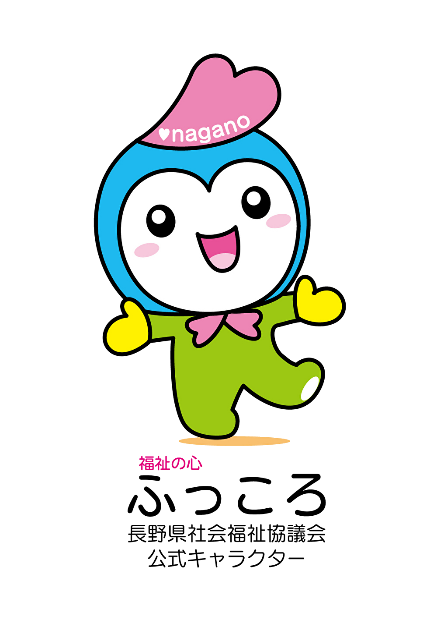 ♥nagano
福祉の心
ふっころ
長野県社会福祉協議会
公式キャラクター